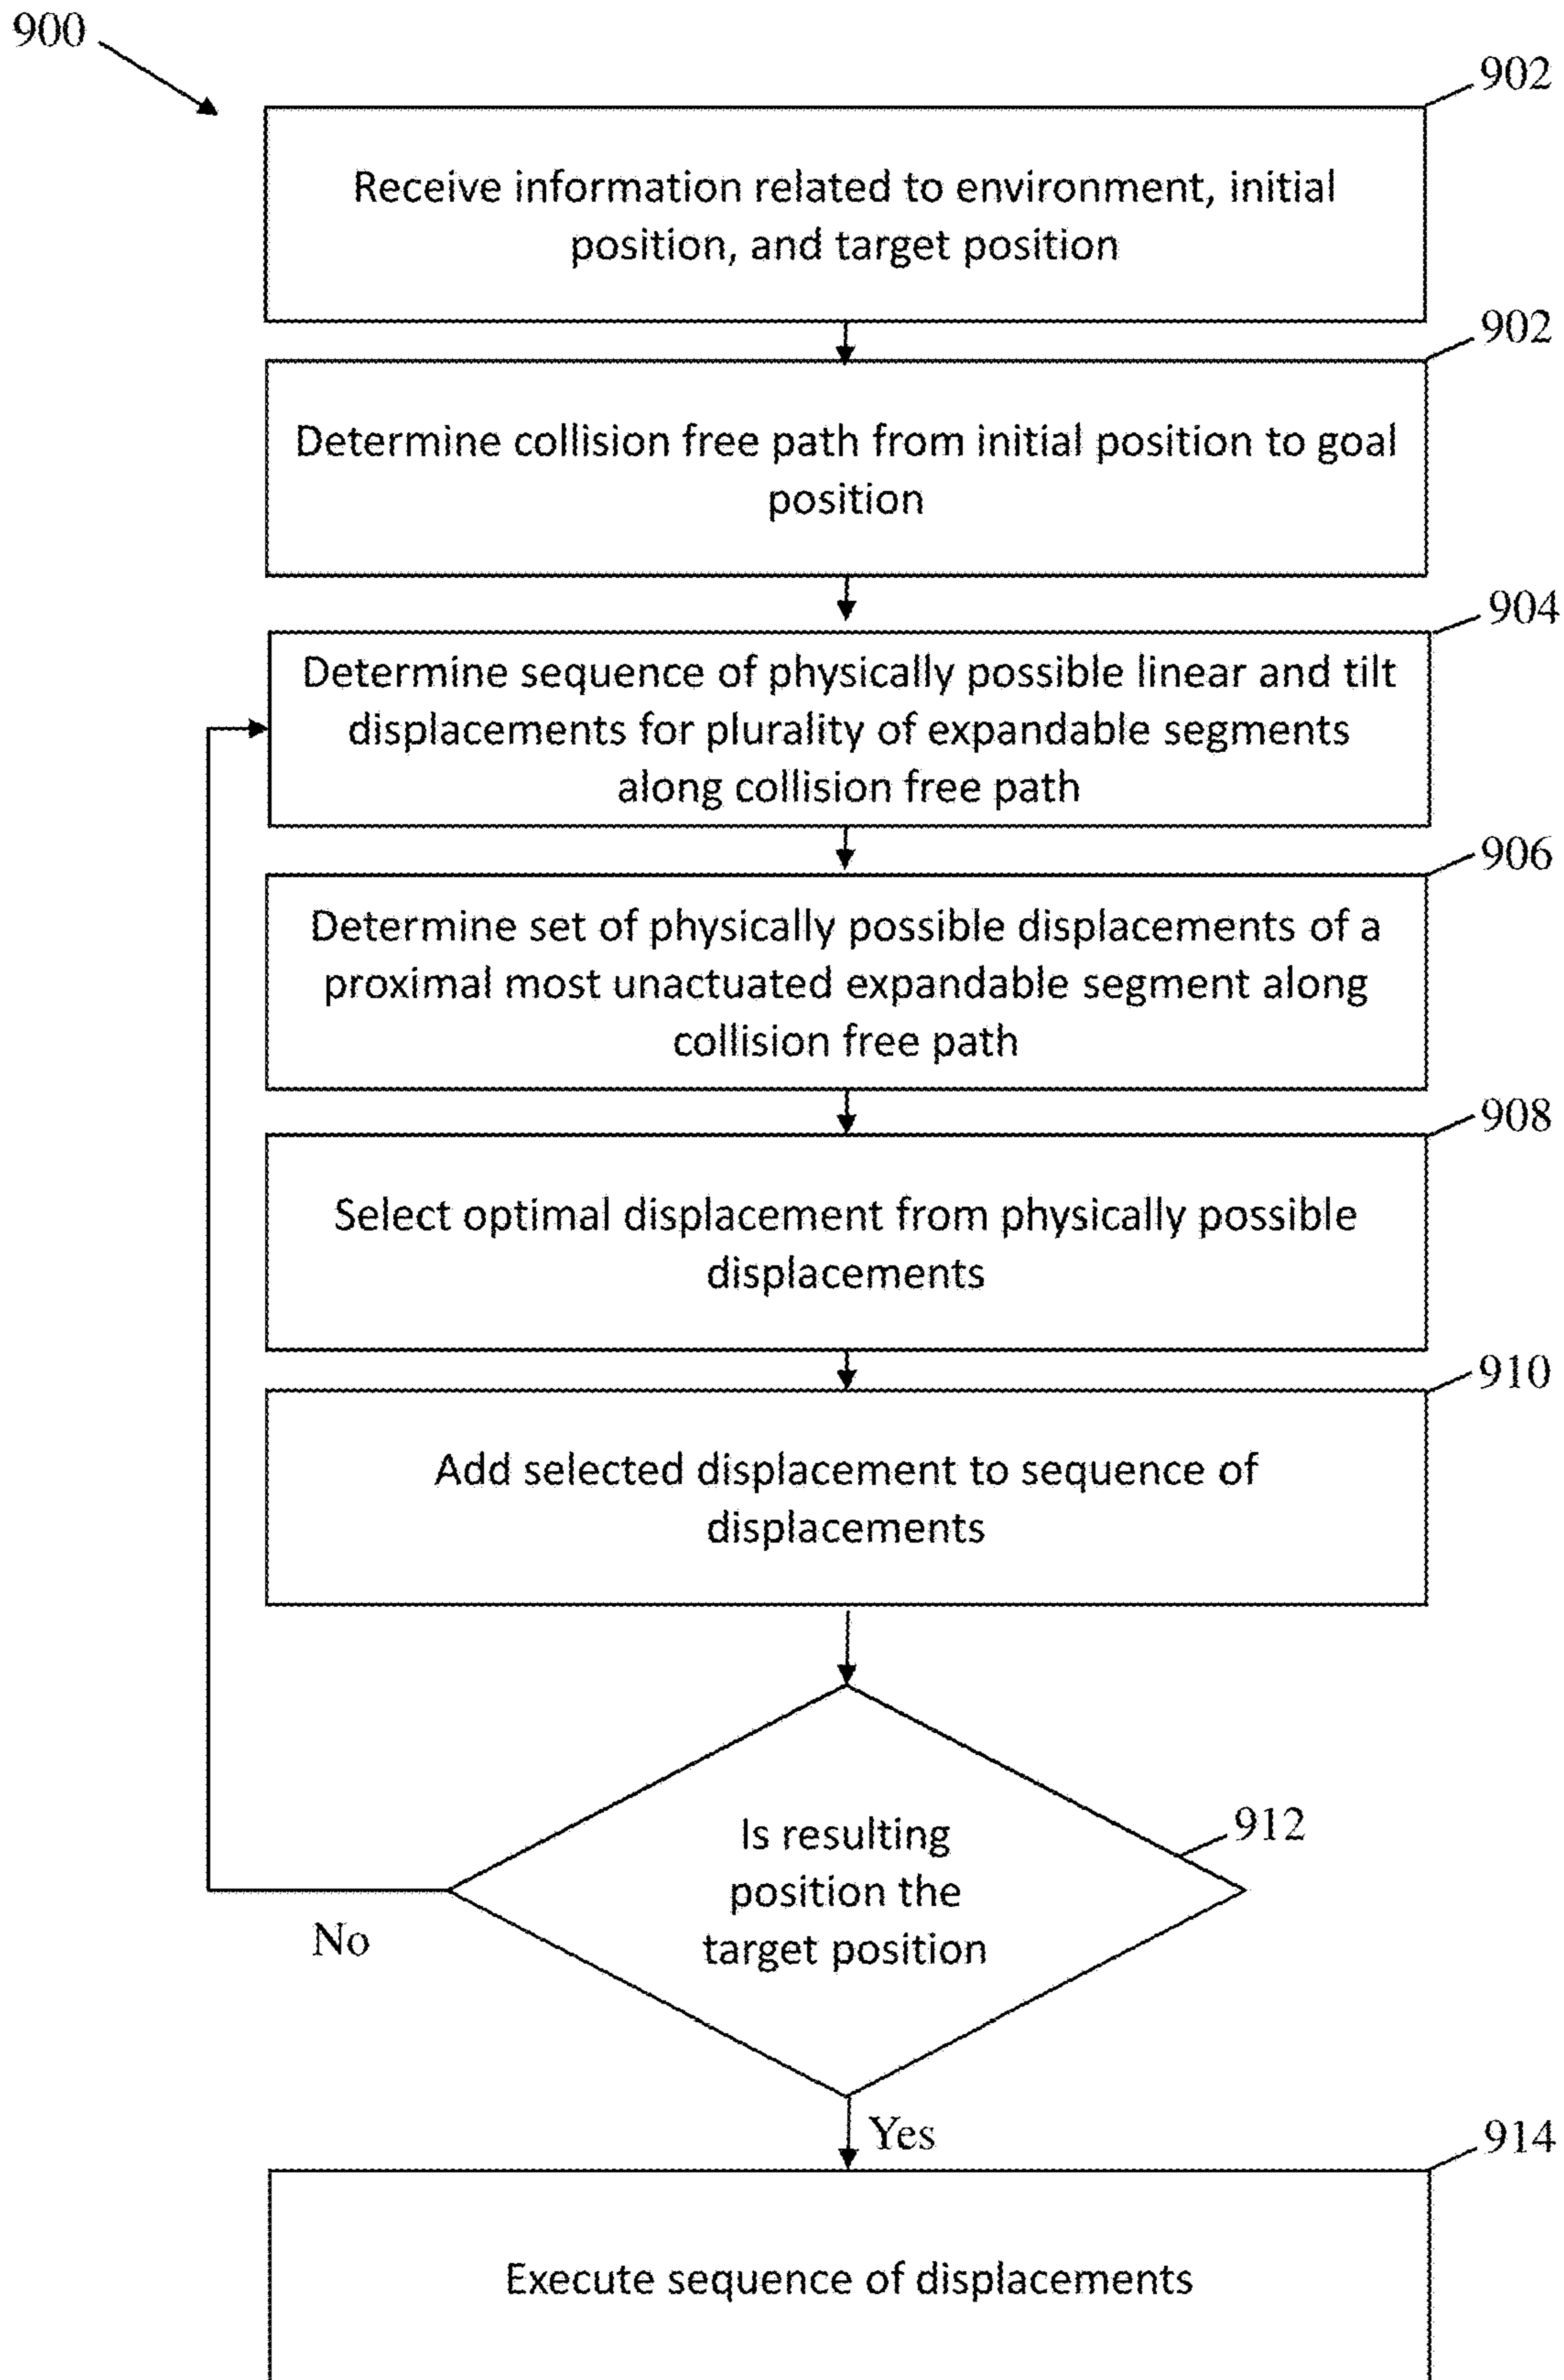 900
902
Receive information related to environment, initial
position, and target position
902
Determine collision free path from initial position to goal
position
904
Determine sequence of physically possible linear and tilt
displacements for plurality of expandable segments
along collision free path
906
Determine set of physically possible displacements of a
proximal most unactuated expandable segment along
collision free path
908
Select optimal displacement from physically possible
displacements
910
Add selected displacement to sequence of
displacements
912
Is resulting
position the
target position
No
Yes
914
Execute sequence of displacements